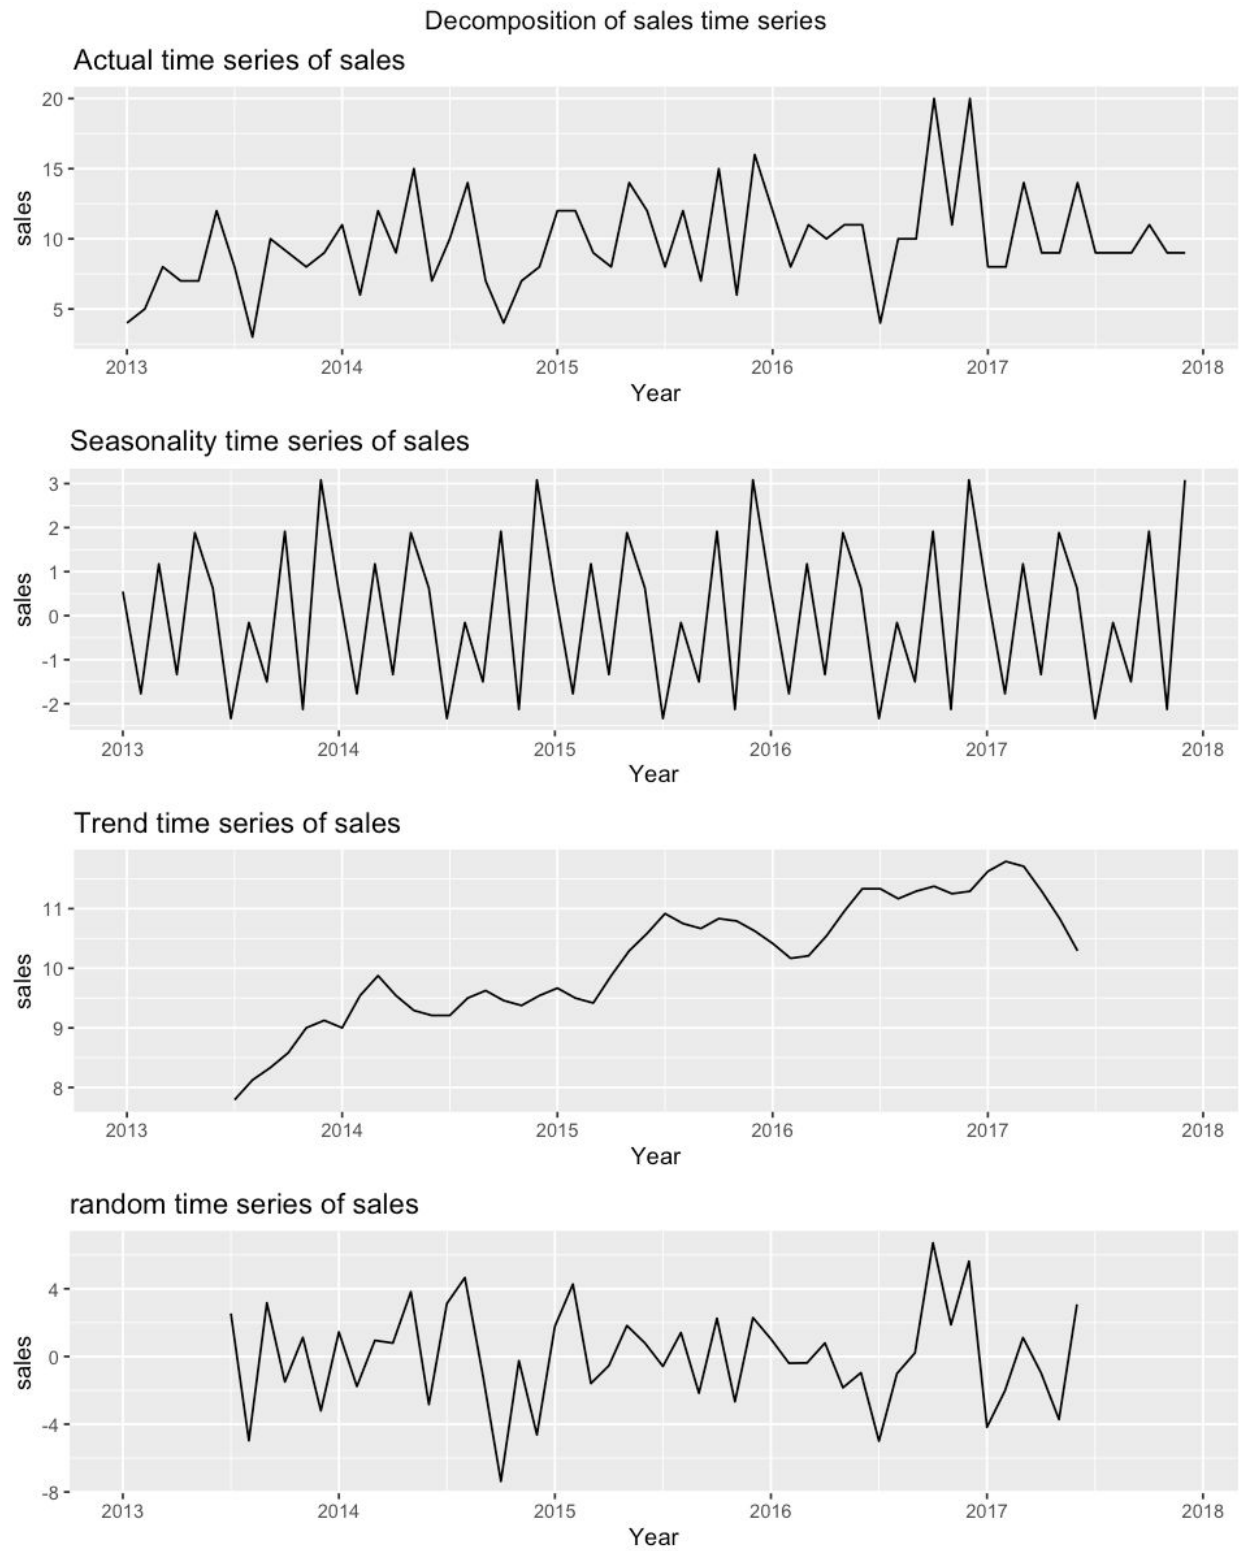 Decomposition of sales time series
Actual time series of sales
20
15
10
5
sales
2013 2014 2015 2016 2017 2018
Year
Seasonality time series of sales
3
2
1
0
-1
-2
sales
2013 2014 2015 2016 2017 2018
Year
Trend time series of sales
11
10
9
8
sales
2013 2014 2015 2016 2017 2018
Year
random time series of sales
4
0
-4
-8
sales
2013 2014 2015 2016 2017 2018
Year